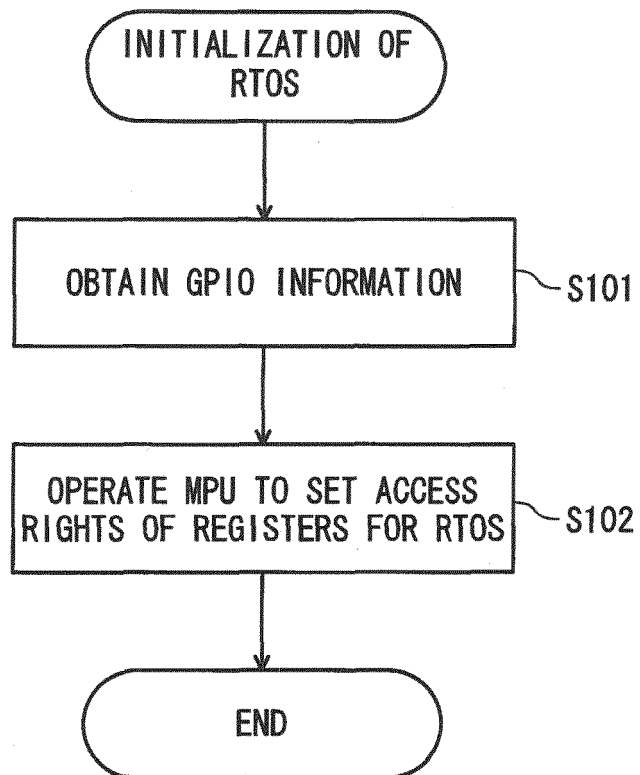 INITIALIZATION OF
RTOS
OBTAIN GPIO INFORMATION
S101
OPERATE MPU TO SET ACCESS
RIGHTS OF REGISTERS FOR RTOS
S102
END